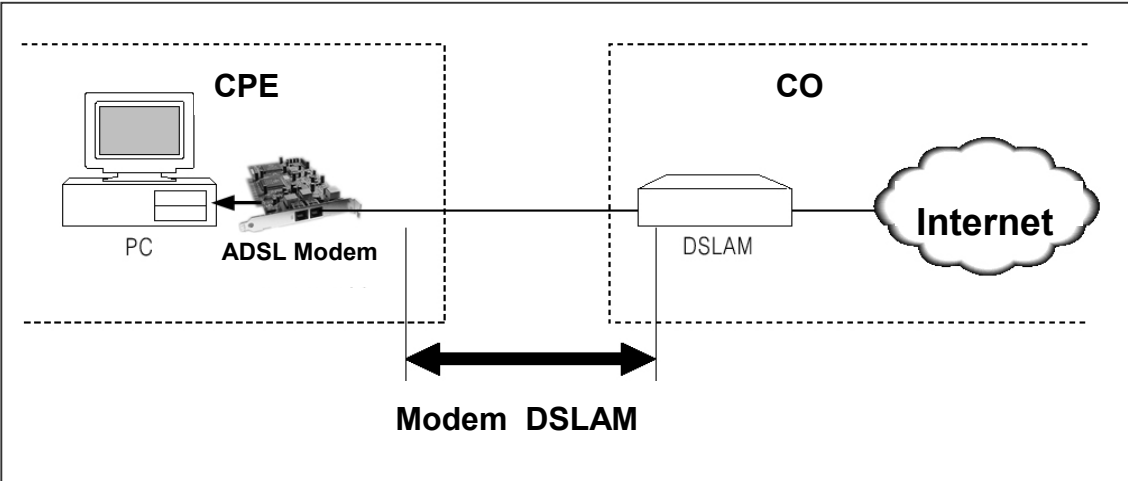 CPE
CO
PC
ADSL Modem
DSLAM
Internet
Modem DSLAM